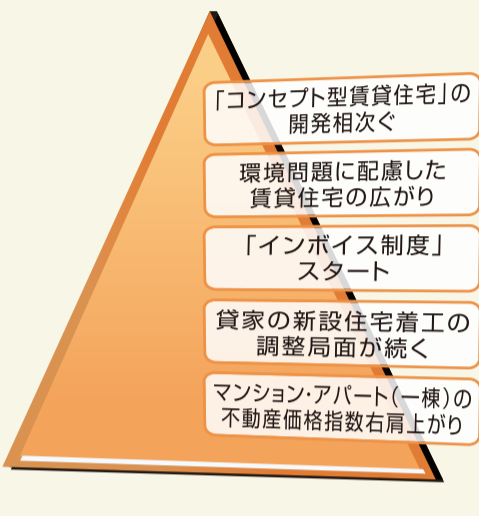 「コンセプト型賃貸住宅」の
開発相次ぐ
環境問題に配慮した
賃貸住宅の広がり
「インボイス制度」
スタート
貸家の新設住宅着工の
調整局面が続く
マンション・アパート(一棟)の
不動産価格指数右肩上がり